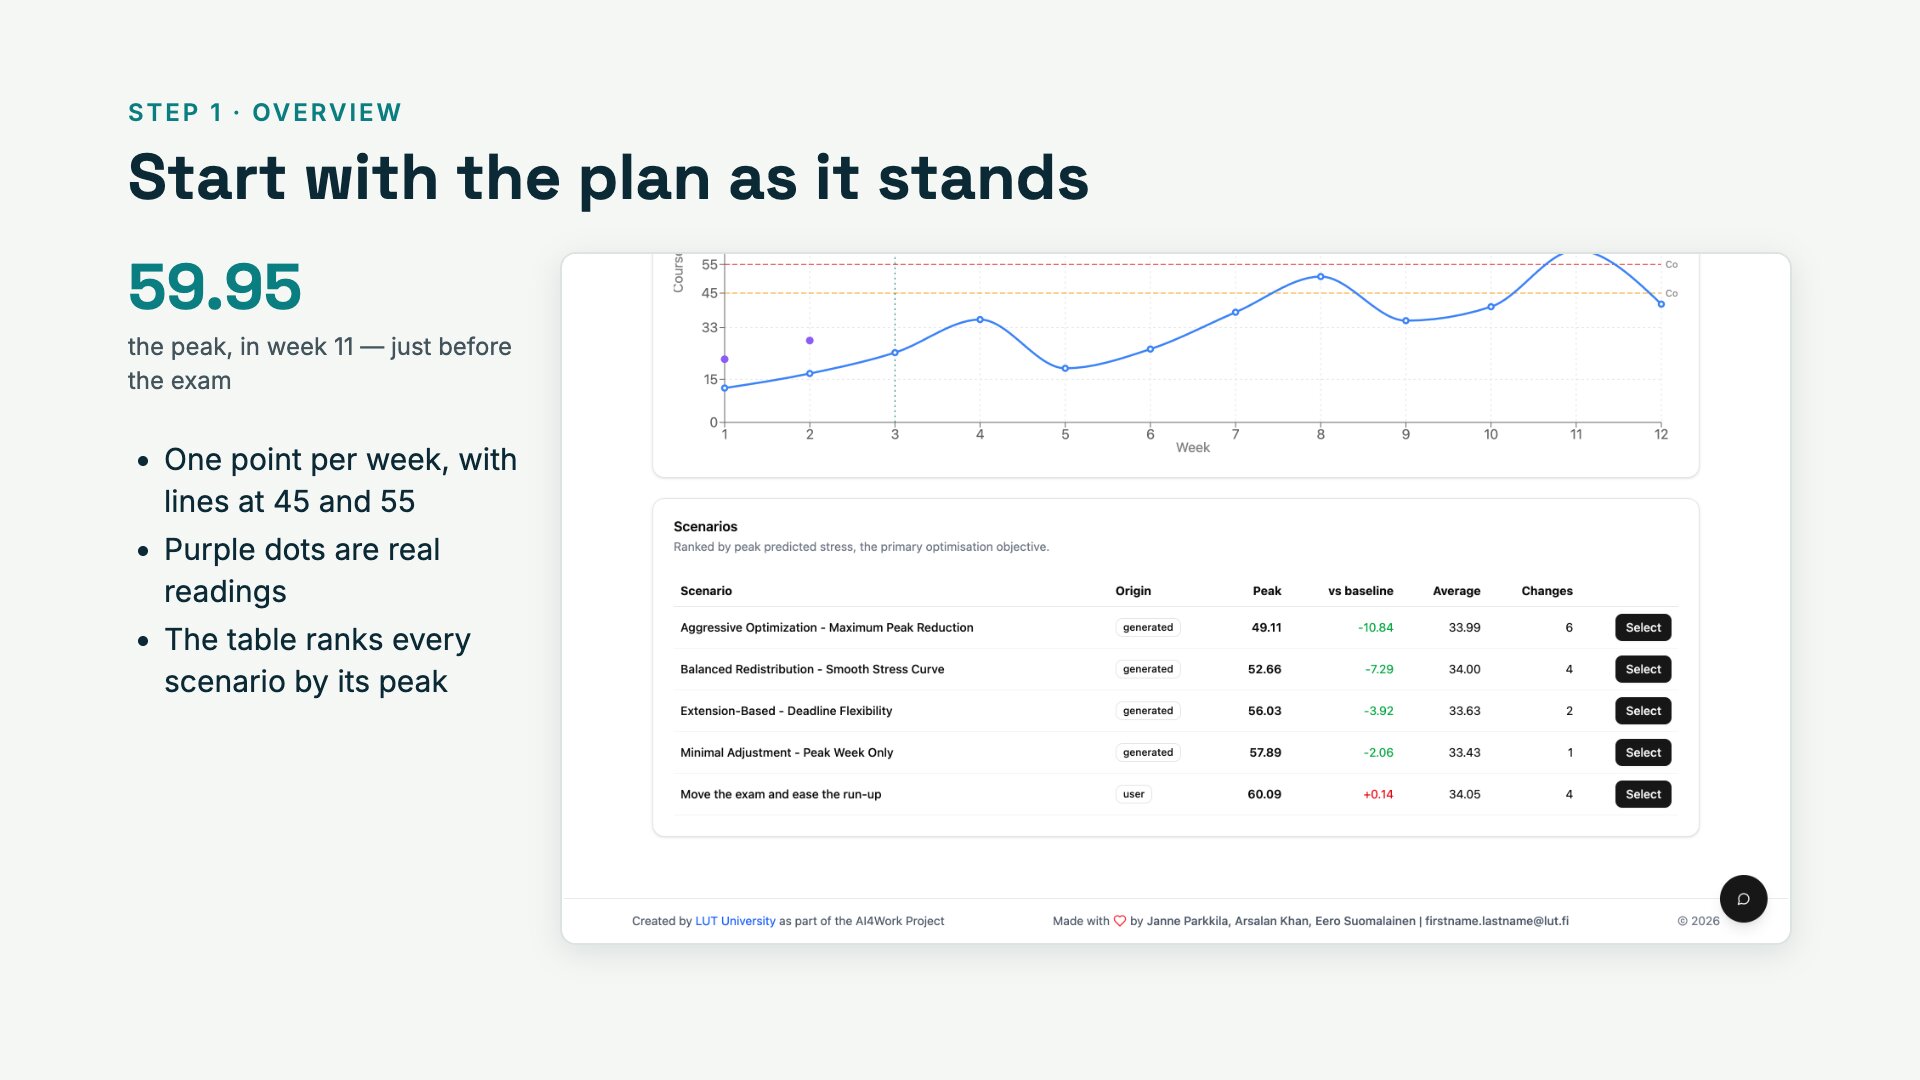 STEP 1 · OVERVIEW
Start with the plan as it stands
59.95
the peak, in week 11 — just before
the exam
• One point per week, with
lines at 45 and 55
• Purple dots are real
readings
• The table ranks every
scenario by its peak
55
45
33
15
0
Co
Co
1 2 3 4 5 6 7 8 9 10 11 12
Week
Scenarios
Ranked by peak predicted stress, the primary optimisation objective.
Scenario Origin Peak vs baseline Average Changes
Aggressive Optimization - Maximum Peak Reduction generated 49.11 -10.84 33.99 6 Select
Balanced Redistribution - Smooth Stress Curve generated 52.66 -7.29 34.00 4 Select
Extension-Based - Deadline Flexibility generated 56.03 -3.92 33.63 2 Select
Minimal Adjustment - Peak Week Only generated 57.89 -2.06 33.43 1 Select
Move the exam and ease the run-up user 60.09 +0.14 34.05 4 Select
Created by LUT University as part of the AI4Work Project Made with ♡ by Janne Parkkila, Arsalan Khan, Eero Suomalainen | firstname.lastname@lut.fi © 2026